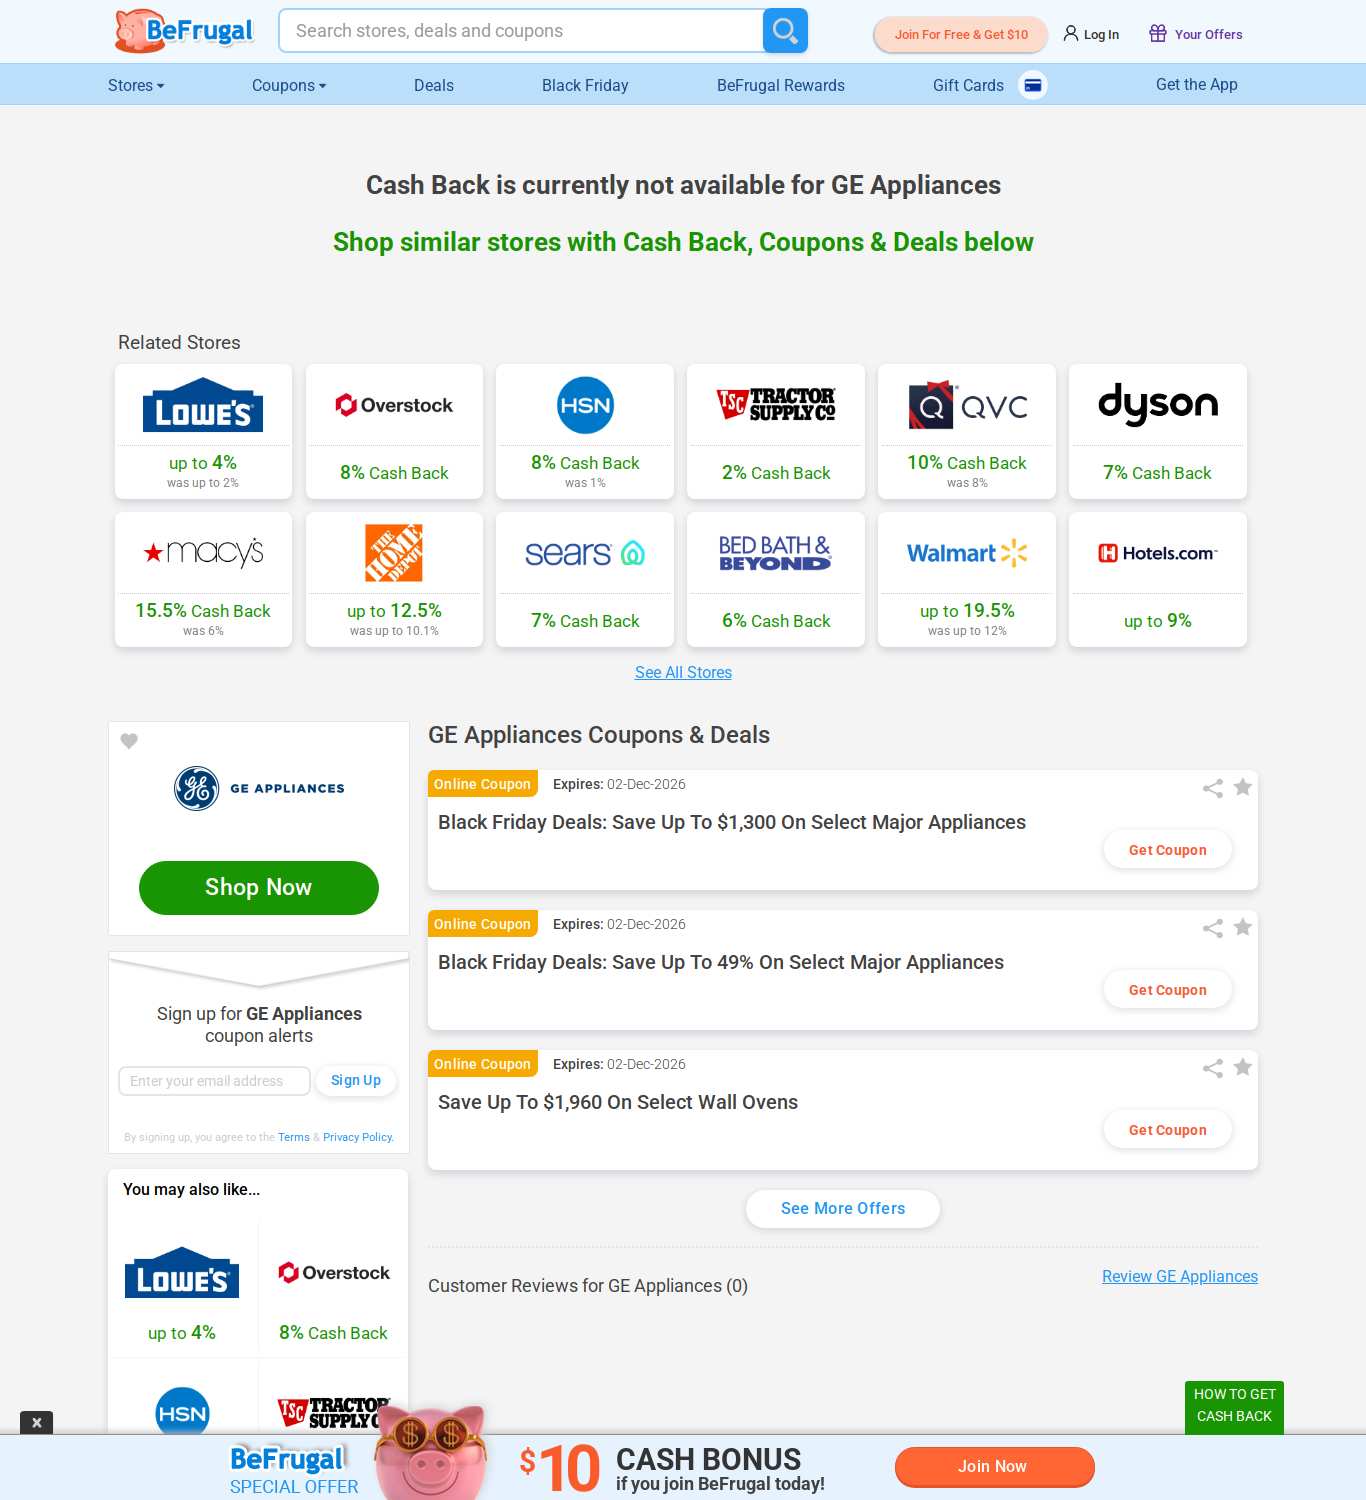 BeFrugal
Search stores, deals and coupons
Join For Free & Get $10
Log In
Your Offers
Stores
Coupons
Deals
Black Friday
BeFrugal Rewards
Gift Cards
Get the App
Cash Back is currently not available for GE Appliances
Shop similar stores with Cash Back, Coupons & Deals below
Related Stores
LOWE'S
Overstock
HSN
TSC TRACTOR SUPPLY CO
Q QVC
dyson
up to 4%
was up to 2%
8% Cash Back
8% Cash Back
was 1%
2% Cash Back
10% Cash Back
was 8%
7% Cash Back
macy's
THE HOME DEPOT
sears
BED BATH & BEYOND
Walmart
H Hotels.com
15.5% Cash Back
was 6%
up to 12.5%
was up to 10.1%
7% Cash Back
6% Cash Back
up to 19.5%
was up to 12%
up to 9%
See All Stores
GE APPLIANCES
Shop Now
Sign up for GE Appliances
coupon alerts
Enter your email address
Sign Up
By signing up, you agree to the Terms & Privacy Policy.
You may also like...
LOWE'S
Overstock
up to 4%
8% Cash Back
HSN
TSC TRACTOR SUPPLY CO
GE Appliances Coupons & Deals
Online Coupon
Expires: 02-Dec-2026
Black Friday Deals: Save Up To $1,300 On Select Major Appliances
Get Coupon
Online Coupon
Expires: 02-Dec-2026
Black Friday Deals: Save Up To 49% On Select Major Appliances
Get Coupon
Online Coupon
Expires: 02-Dec-2026
Save Up To $1,960 On Select Wall Ovens
Get Coupon
See More Offers
Customer Reviews for GE Appliances (0)
Review GE Appliances
HOW TO GET
CASH BACK
x
BeFrugal
SPECIAL OFFER
$ $
$10
CASH BONUS
if you join BeFrugal today!
Join Now